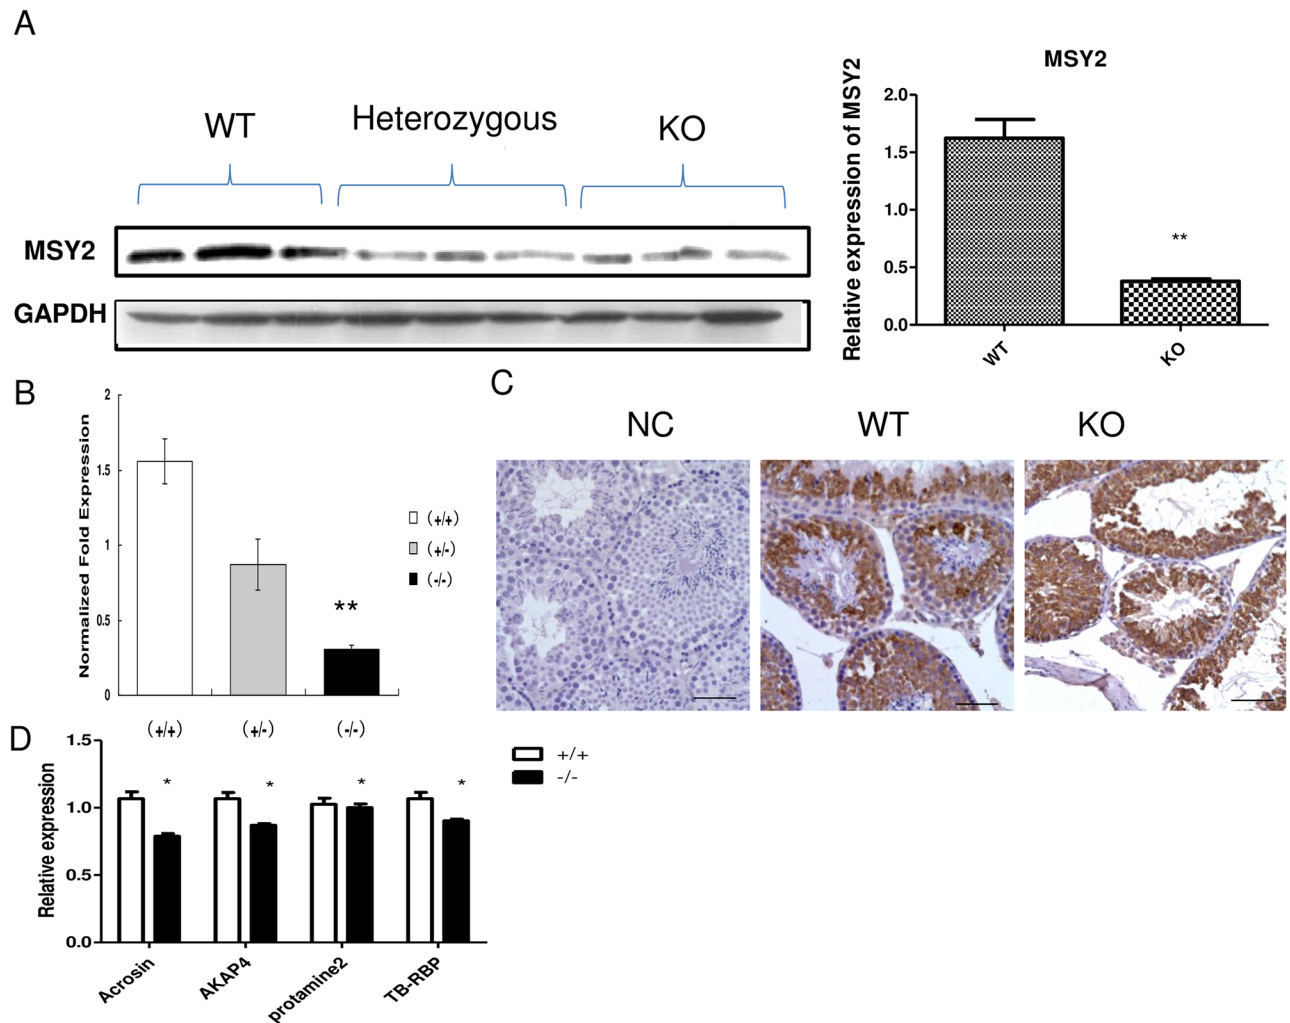 A
WT
Heterozygous
KO
MSY2
GAPDH
MSY2
Relative expression of MSY2
2.0
1.5
1.0
0.5
0.0
**
WT
KO
B
Normalized Fold Expression
2
1.5
1
0.5
0
**
(+/+)
(+/-)
(-/-)
(+/+)
(+/-)
(-/-)
C
NC
WT
KO
D
Relative expression
1.5
1.0
0.5
0.0
*
*
*
*
Acrosin
AKAP4
protamine2
TB-RBP
+/+
-/-